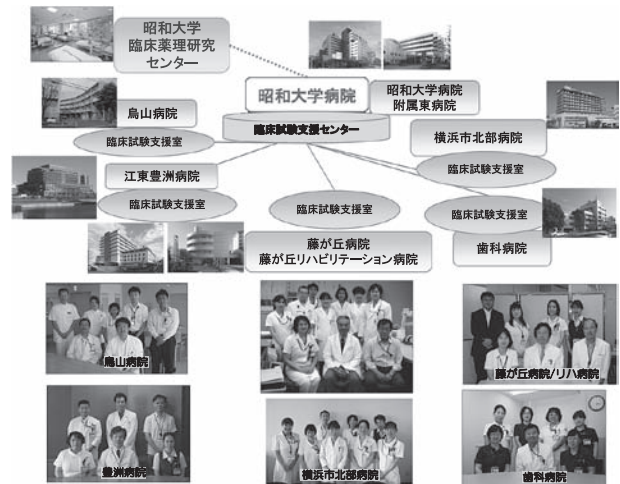 昭和大学
臨床薬理研究
センター
昭和大学病院
昭和大学病院
附属東病院
臨床試験支援センター
烏山病院
臨床試験支援室
横浜市北部病院
臨床試験支援室
江東豊洲病院
臨床試験支援室
臨床試験支援室
臨床試験支援室
藤が丘病院
藤が丘リハビリテーション病院
歯科病院
烏山病院
藤が丘病院/リハ病院
豊洲病院
横浜市北部病院
歯科病院